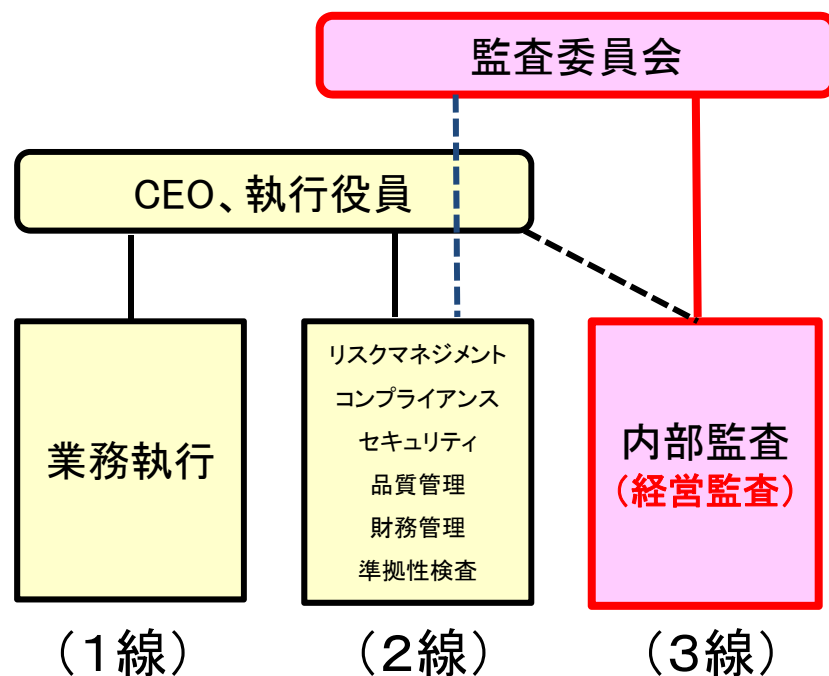 監査委員会
CEO、執行役員
業務執行
リスクマネジメント
コンプライアンス
セキュリティ
品質管理
財務管理
準拠性検査
内部監査
（経営監査）
（１線）
（２線）
（３線）